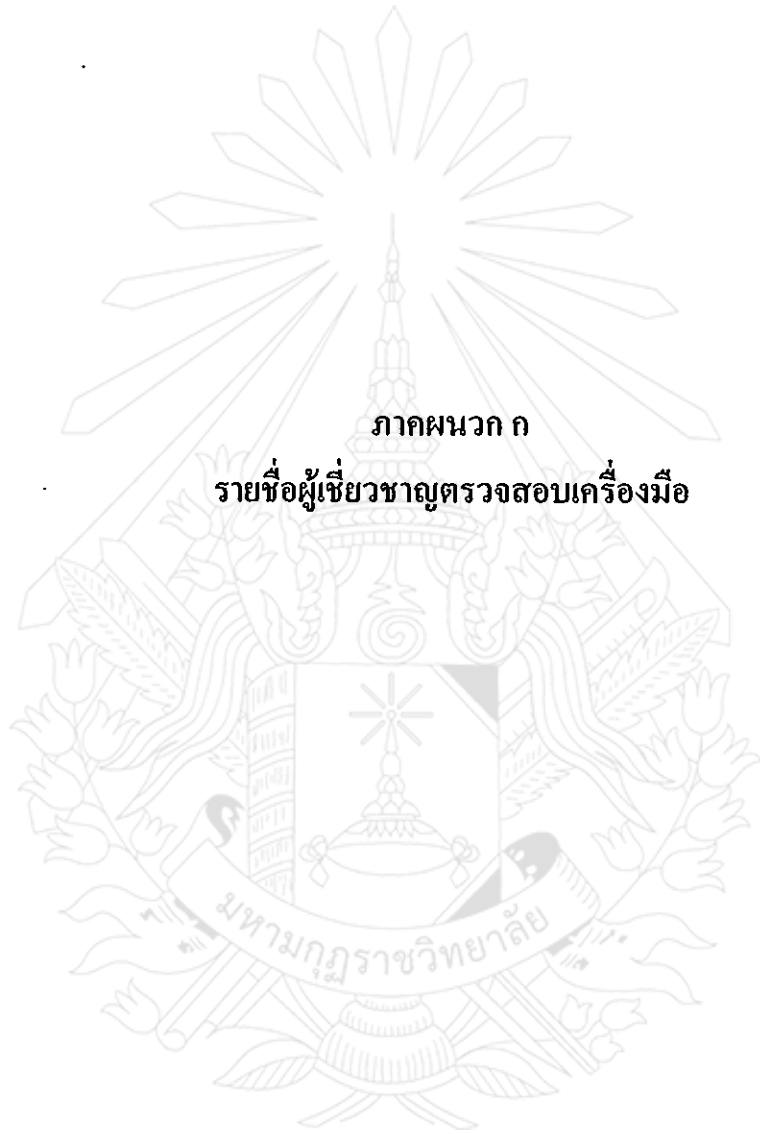 ภาคผนวก ก
รายชื่อผู้เชี่ยวชาญตรวจสอบเครื่องมือ
มหามกุฏราชวิทยาลัย